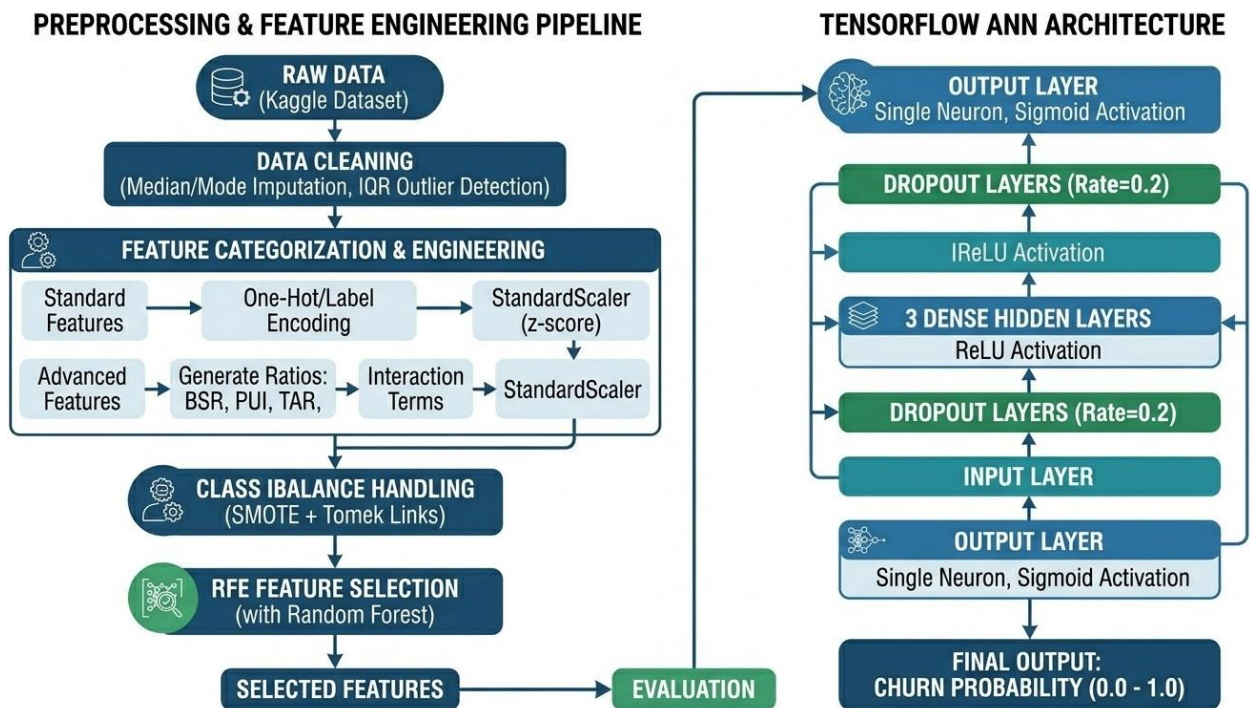 PREPROCESSING & FEATURE ENGINEERING PIPELINE
RAW DATA
(Kaggle Dataset)
DATA CLEANING
(Median/Mode Imputation, IQR Outlier Detection)
FEATURE CATEGORIZATION & ENGINEERING
Standard
Features
One-Hot/Label
Encoding
StandardScaler
(z-score)
Advanced
Features
Generate Ratios:
BSR, PUI, TAR,
Interaction
Terms
StandardScaler
CLASS IBALANCE HANDLING
(SMOTE + Tomek Links)
RFE FEATURE SELECTION
(with Random Forest)
SELECTED FEATURES
EVALUATION
TENSORFLOW ANN ARCHITECTURE
OUTPUT LAYER
Single Neuron, Sigmoid Activation
DROPOUT LAYERS (Rate=0.2)
IReLU Activation
3 DENSE HIDDEN LAYERS
ReLU Activation
DROPOUT LAYERS (Rate=0.2)
INPUT LAYER
OUTPUT LAYER
Single Neuron, Sigmoid Activation
FINAL OUTPUT:
CHURN PROBABILITY (0.0 - 1.0)